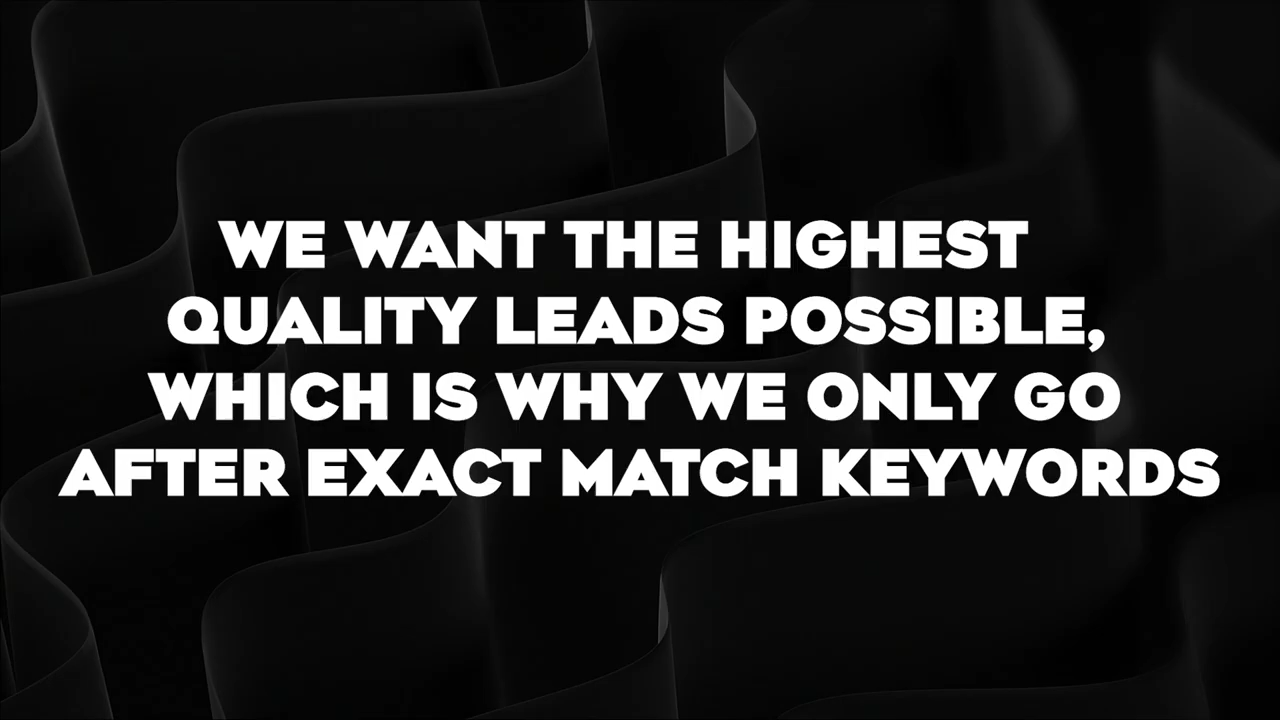 WE WANT THE HIGHEST
QUALITY LEADS POSSIBLE,
WHICH IS WHY WE ONLY GO
AFTER EXACT MATCH KEYWORDS